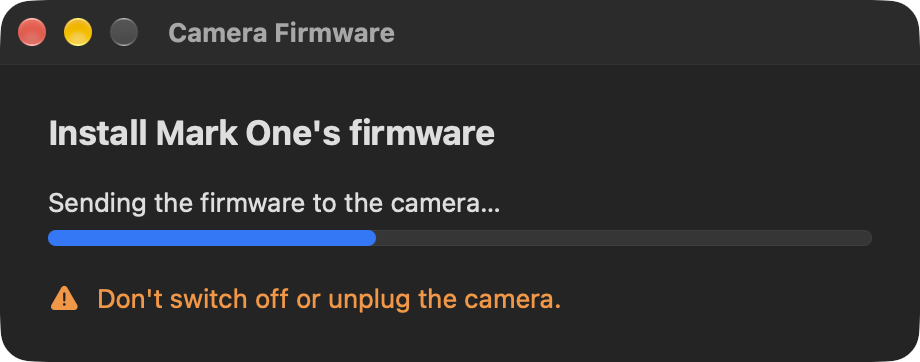 Camera Firmware
Install Mark One's firmware
Sending the firmware to the camera...
Don't switch off or unplug the camera.